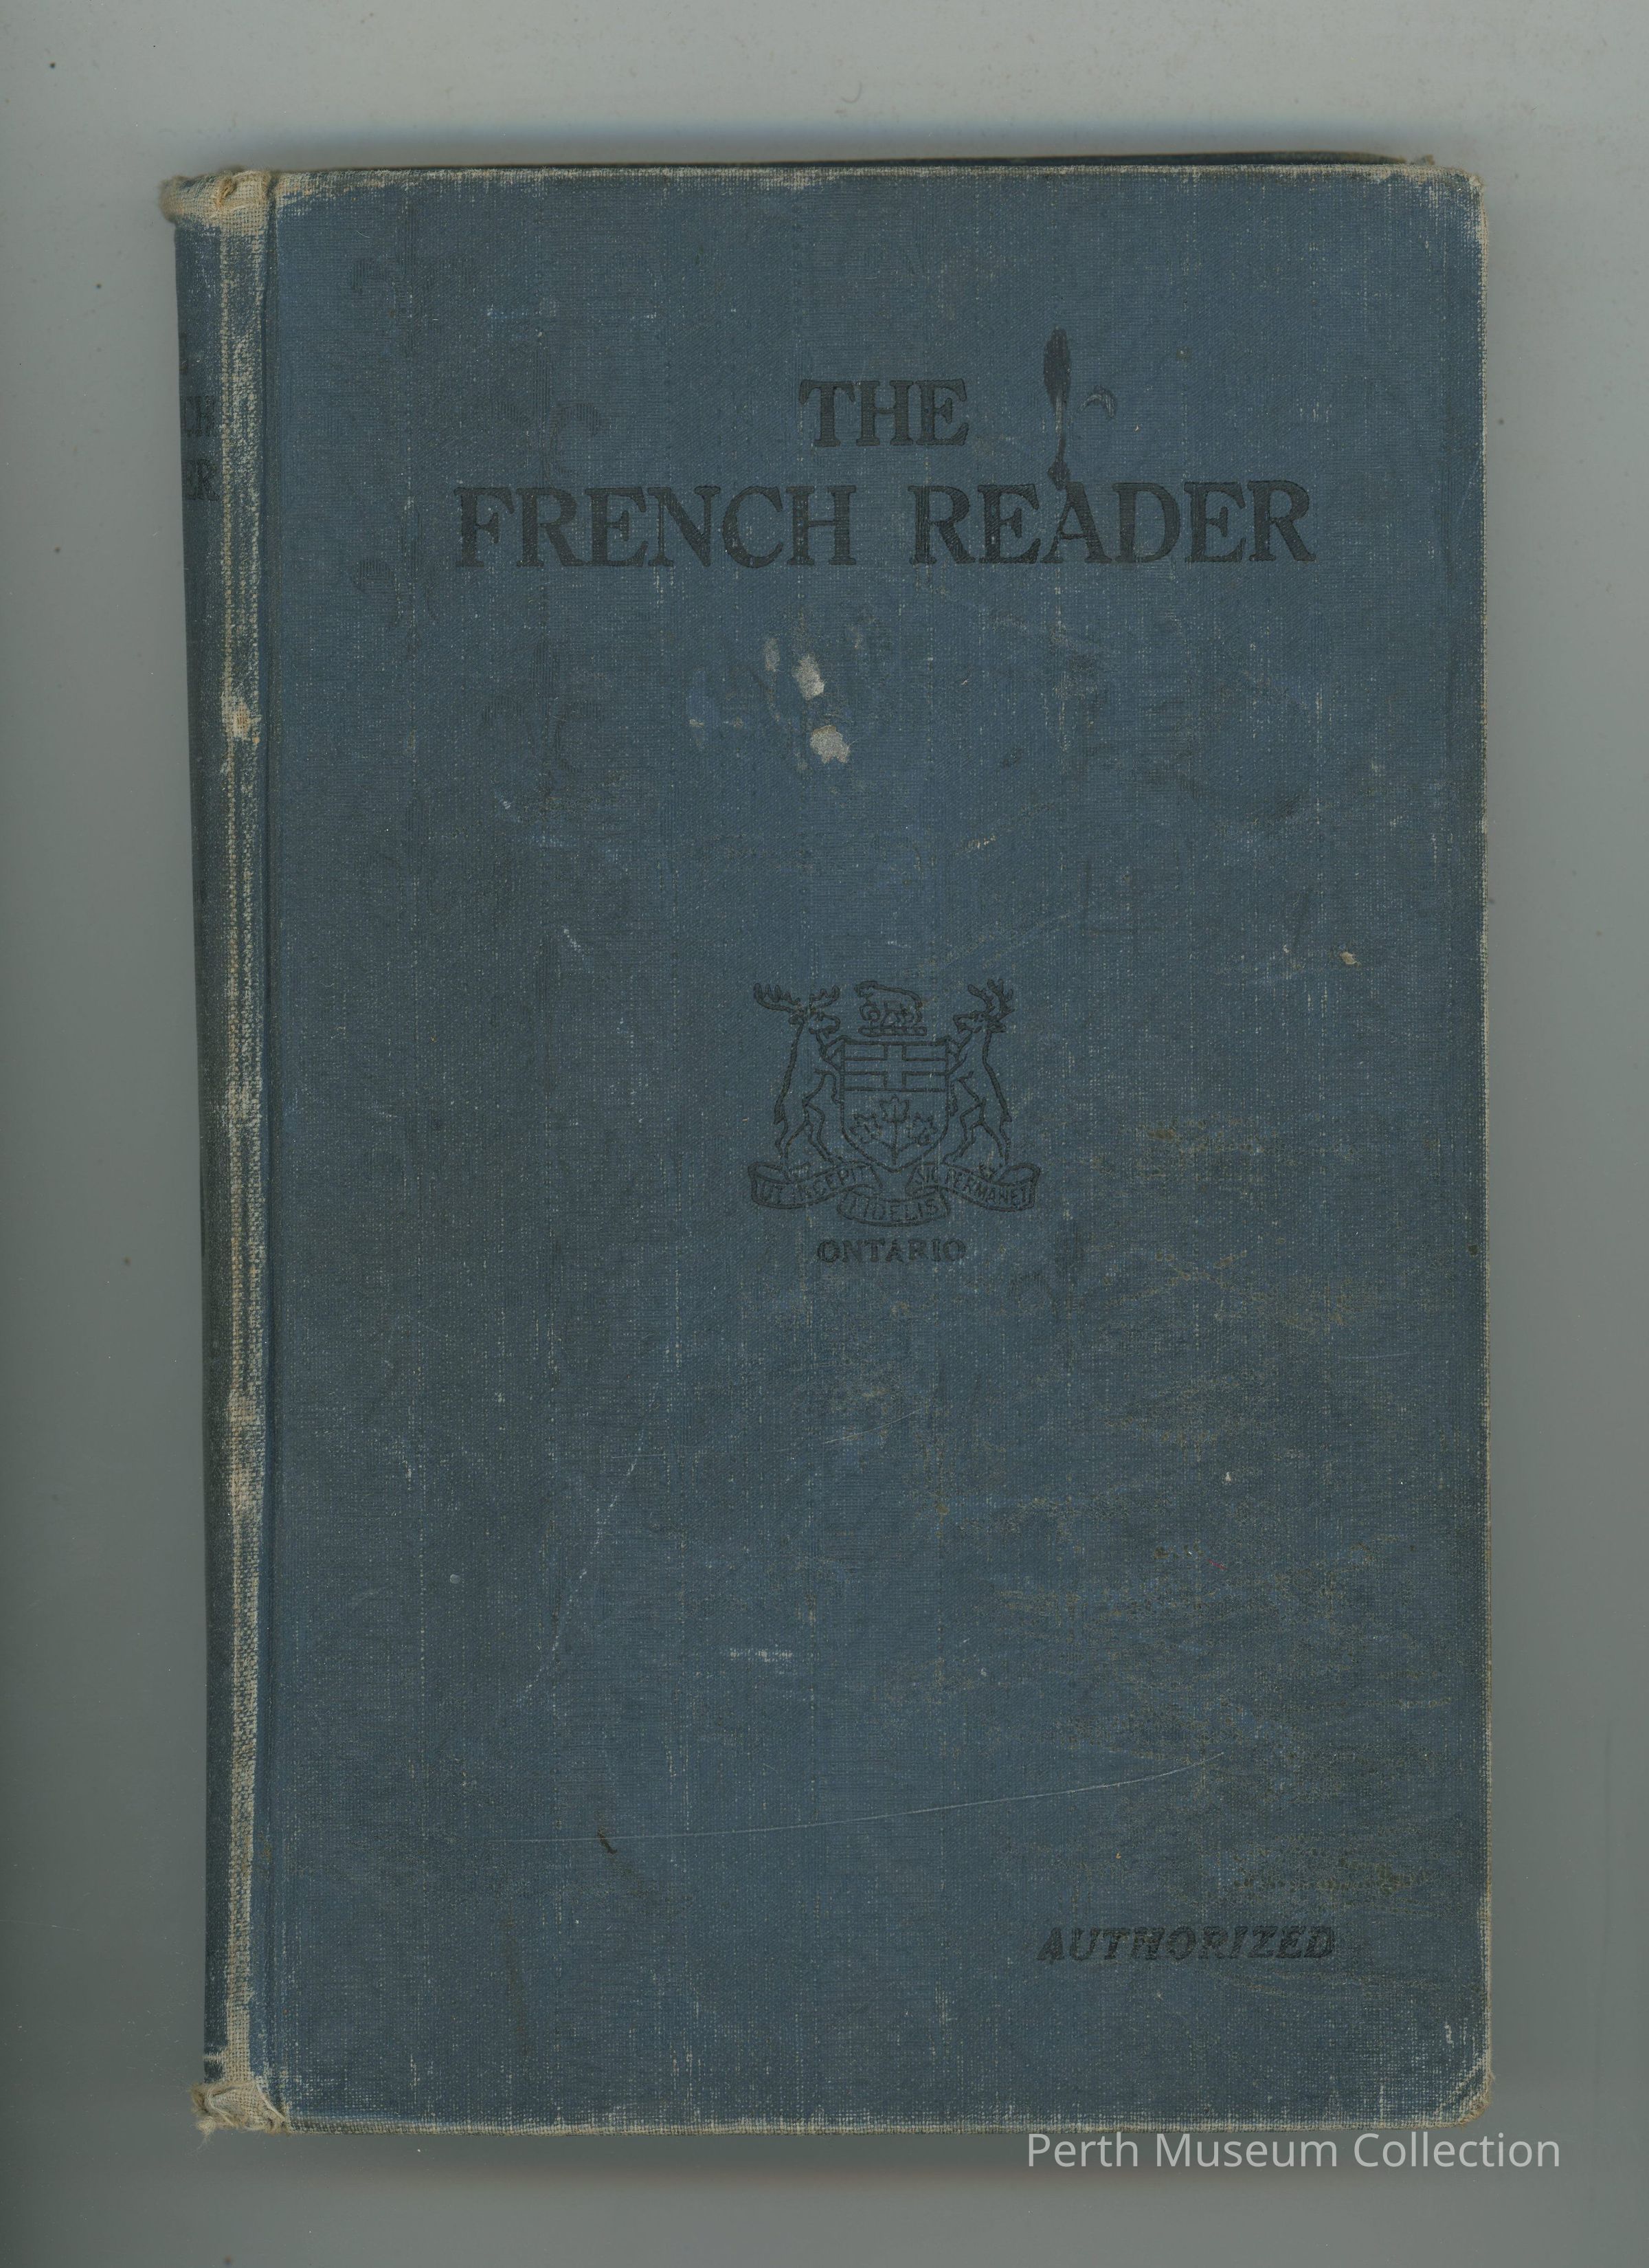 THE
FRENCH READER
UT INCEPIT SIC PERMANET
FIDELIS
ONTARIO
AUTHORIZED
Perth Museum Collection